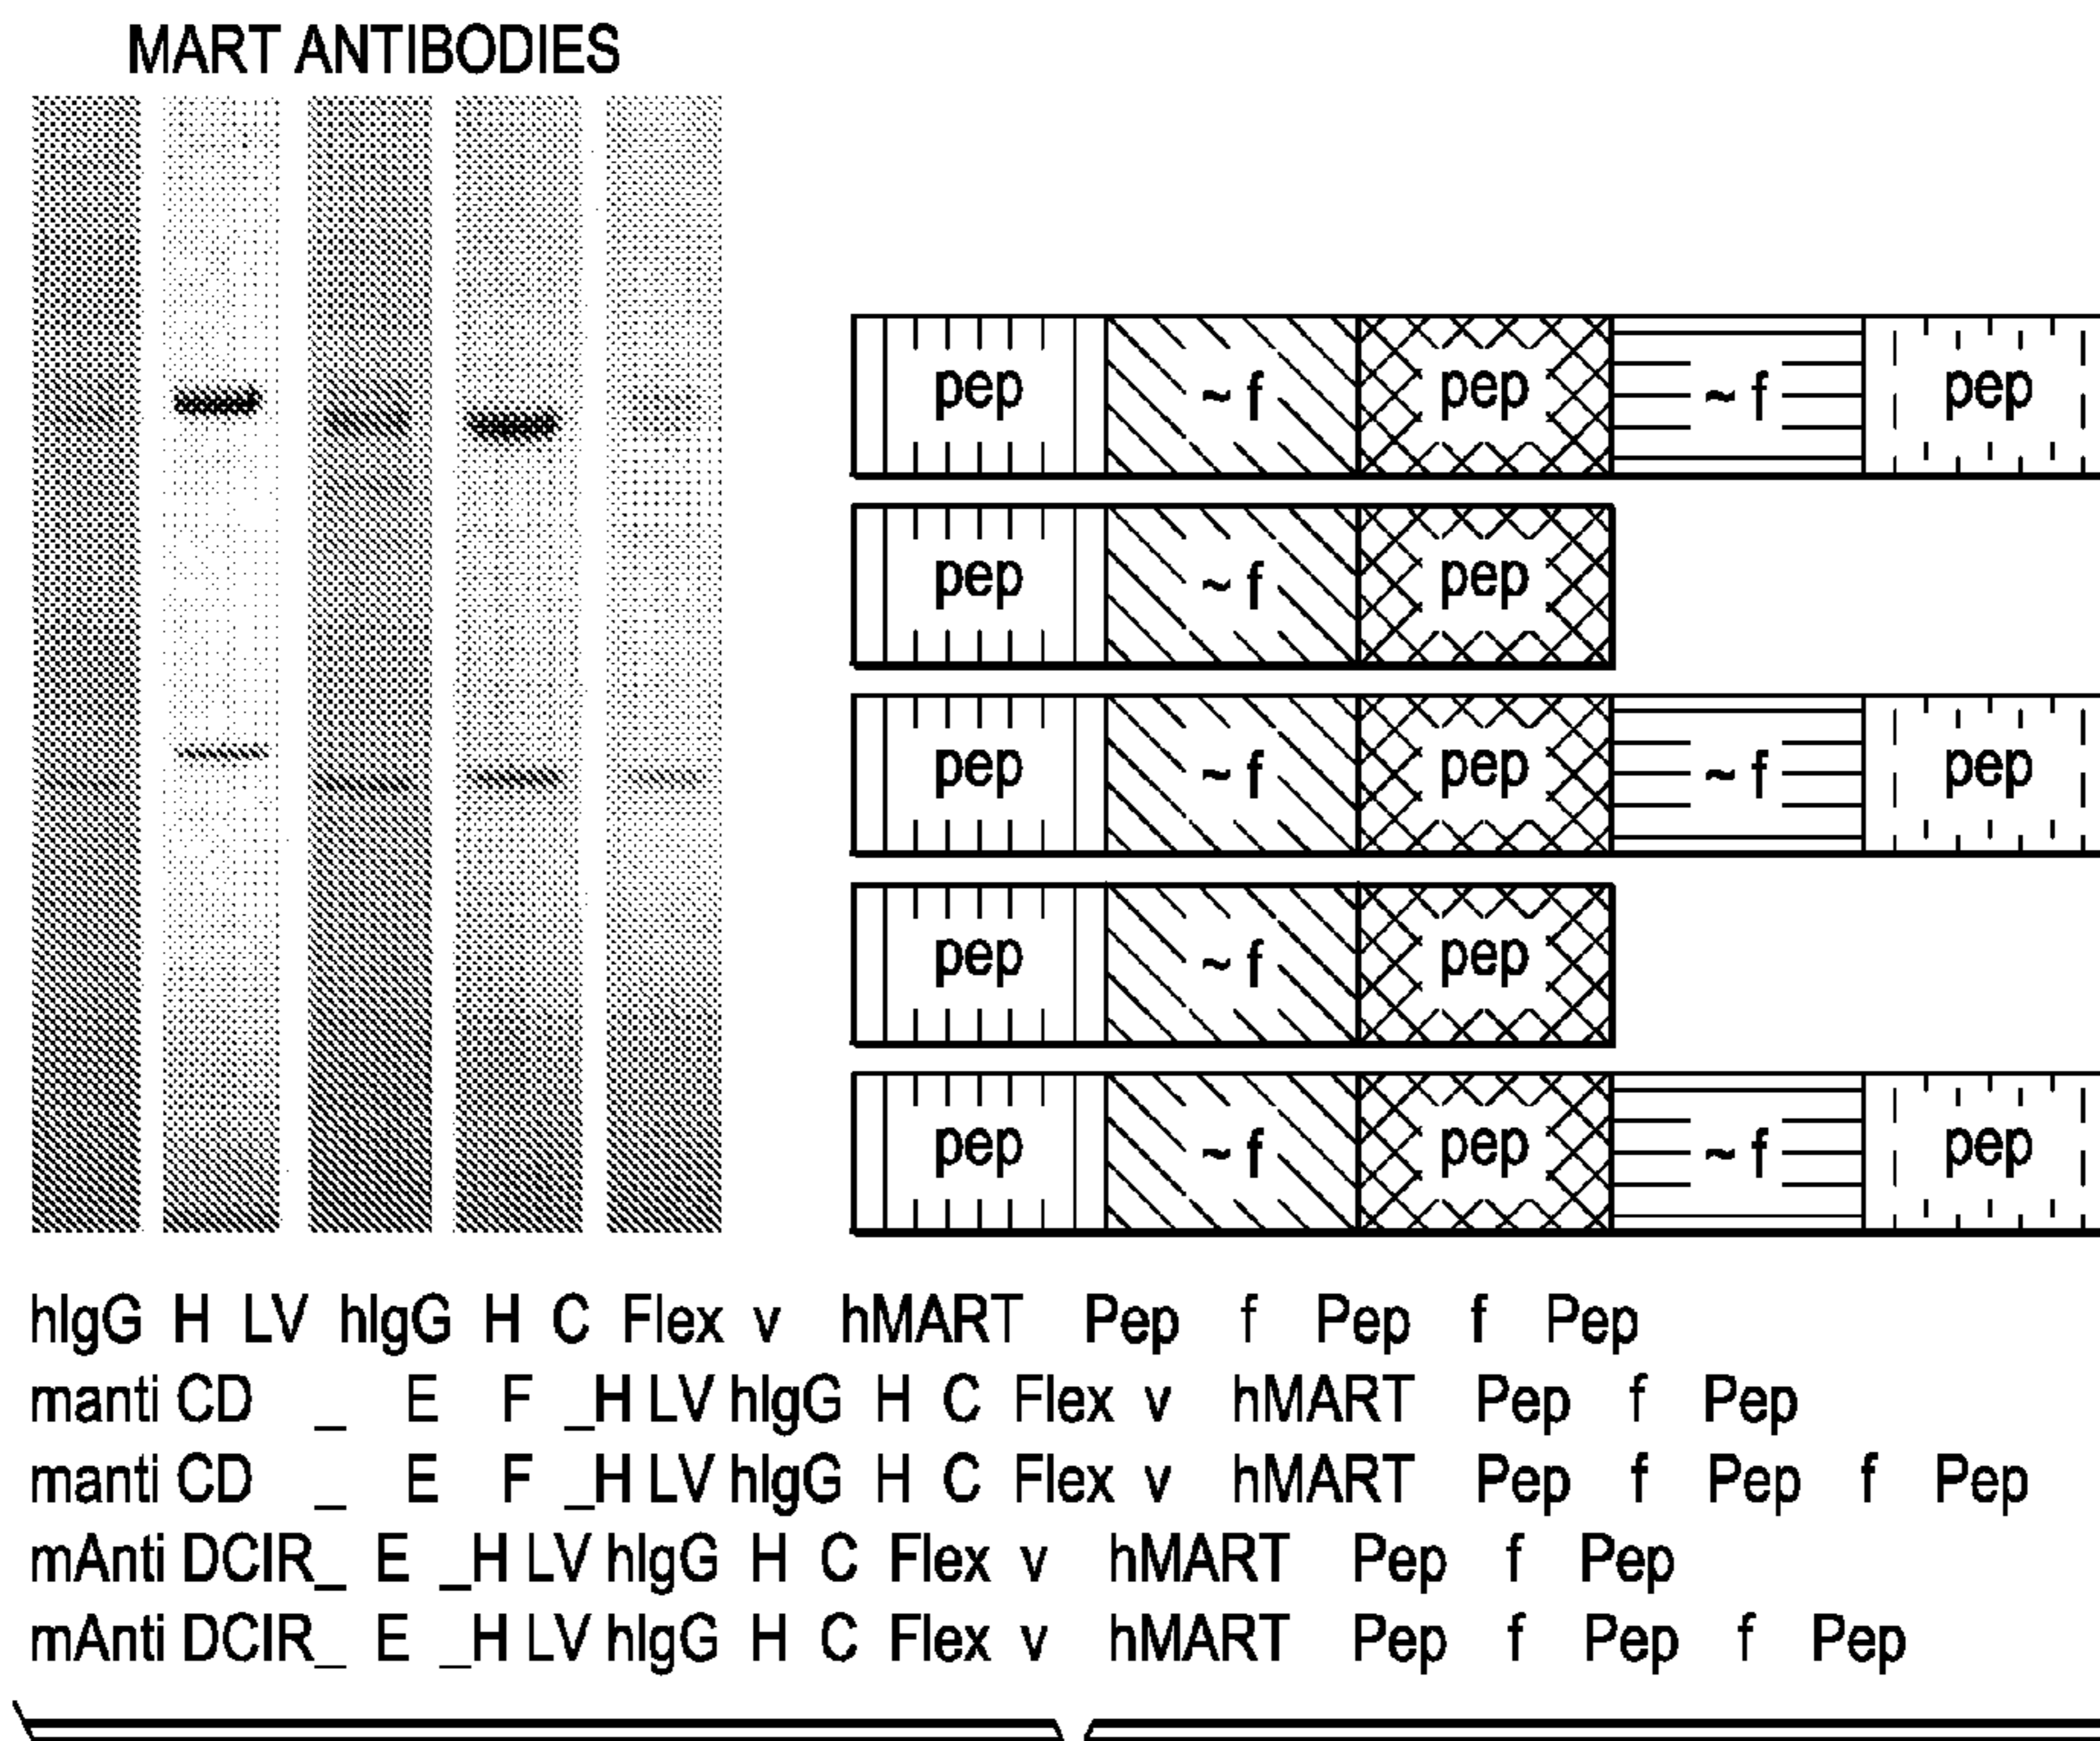 MART ANTIBODIES
pep ~ f pep ~ f pep
pep ~ f pep
pep ~ f pep ~ f pep
pep ~ f pep
pep ~ f pep ~ f pep
hIgG H LV hIgG H C Flex v hMART Pep f Pep f Pep
manti CD _ E F _H LV hIgG H C Flex v hMART Pep f Pep
manti CD _ E F _H LV hIgG H C Flex v hMART Pep f Pep f Pep
mAnti DCIR_ E _H LV hIgG H C Flex v hMART Pep f Pep
mAnti DCIR_ E _H LV hIgG H C Flex v hMART Pep f Pep f Pep